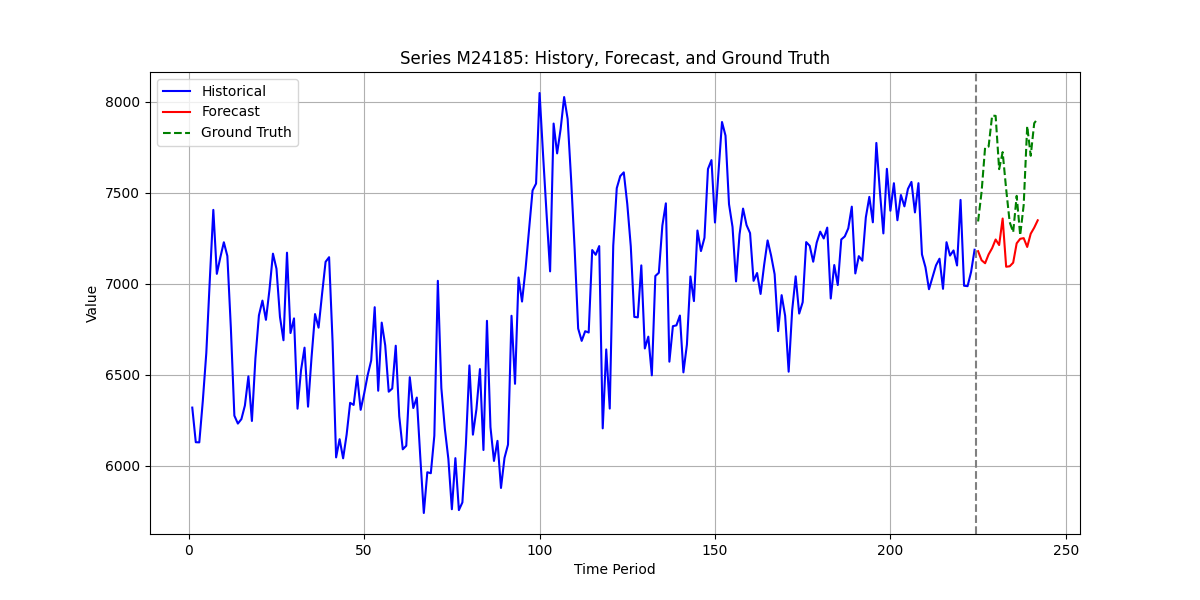 Series M24185: History, Forecast, and Ground Truth
Historical
Forecast
Ground Truth
8000
7500
7000
6500
6000
Value
0 50 100 150 200 250
Time Period